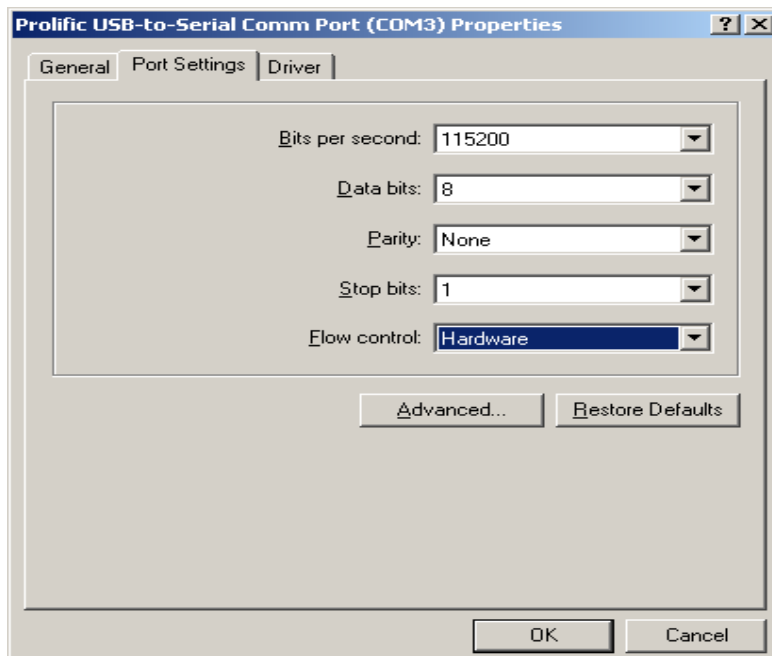 Prolific USB-to-Serial Comm Port (COM3) Properties
General Port Settings Driver
Bits per second: 115200
Data bits: 8
Parity: None
Stop bits: 1
Flow control: Hardware
Advanced... Restore Defaults
OK Cancel